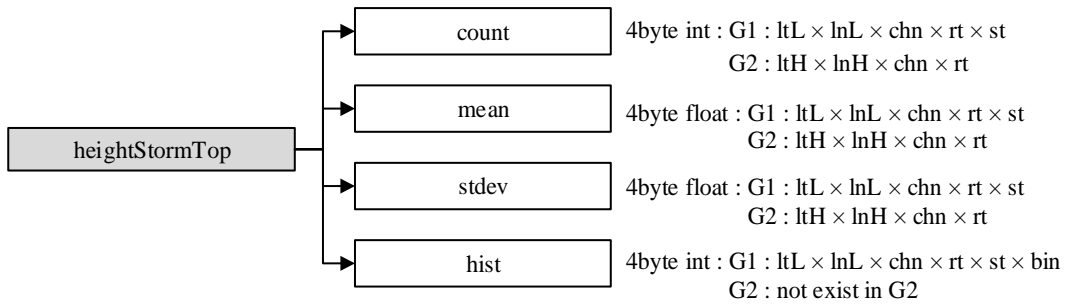 count
4byte int : G1 : ltL × lnL × chn × rt × st
G2 : ltH × lnH × chn × rt
mean
4byte float : G1 : ltL × lnL × chn × rt × st
G2 : ltH × lnH × chn × rt
heightStormTop
stdev
4byte float : G1 : ltL × lnL × chn × rt × st
G2 : ltH × lnH × chn × rt
hist
4byte int : G1 : ltL × lnL × chn × rt × st × bin
G2 : not exist in G2